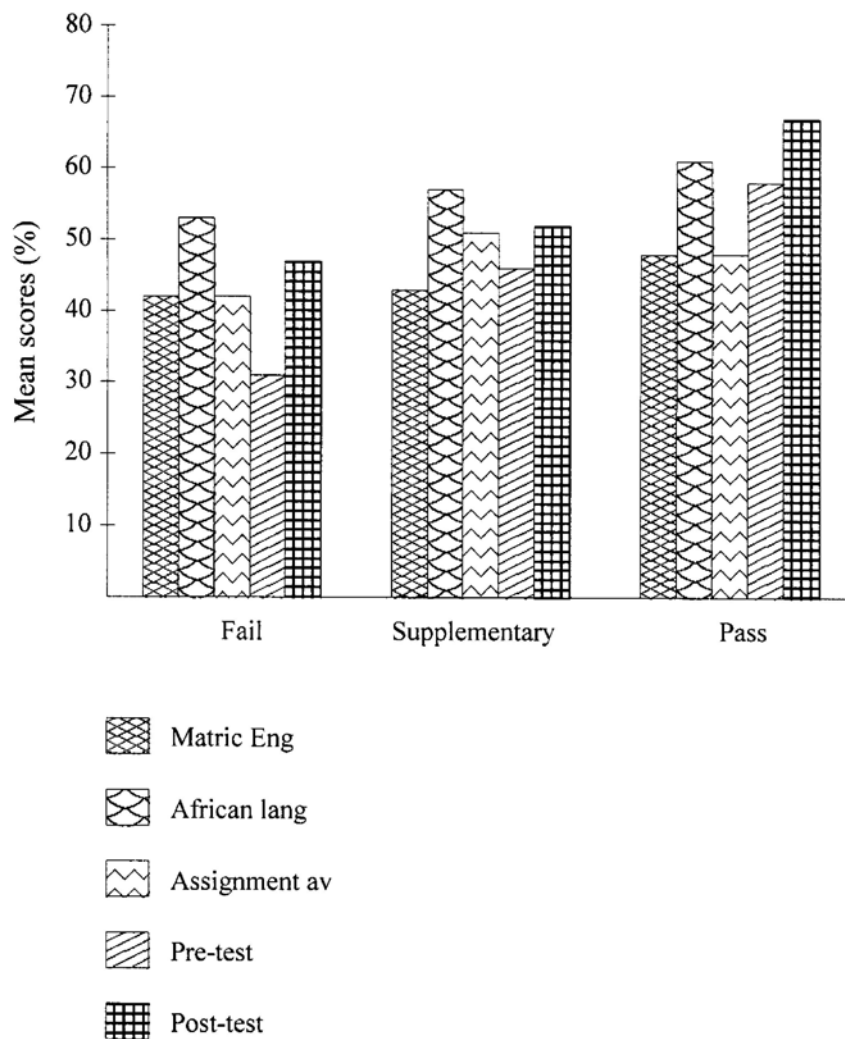 80
70
60
50
40
30
20
10
Mean scores (%)
Fail Supplementary Pass
Matric Eng
African lang
Assignment av
Pre-test
Post-test